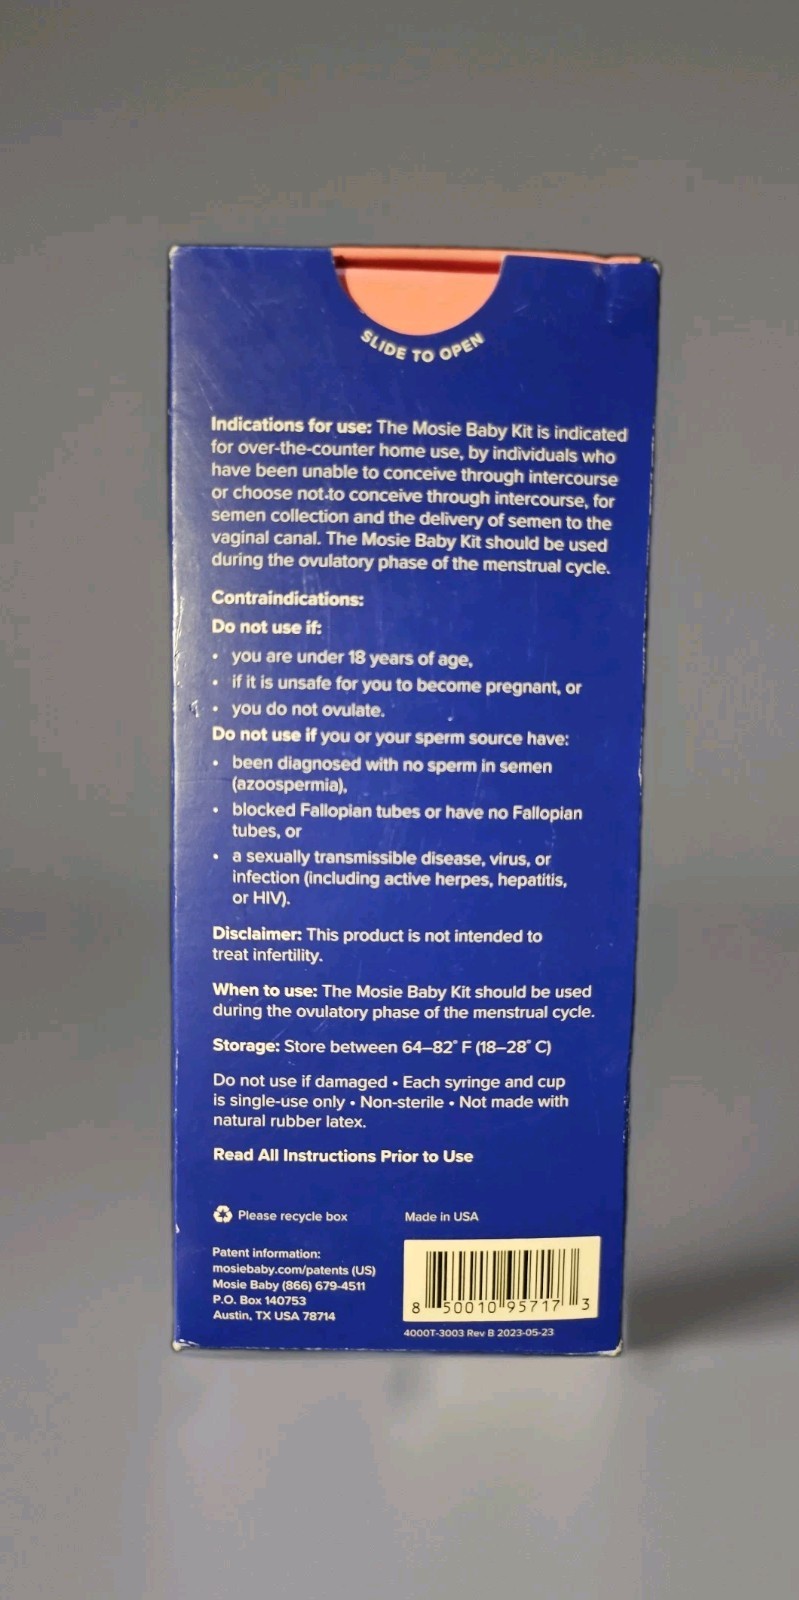 SLIDE TO OPEN
Indications for use: The Mosie Baby Kit is indicated
for over-the-counter home use, by individuals who
have been unable to conceive through intercourse
or choose not to conceive through intercourse, for
semen collection and the delivery of semen to the
vaginal canal. The Mosie Baby Kit should be used
during the ovulatory phase of the menstrual cycle.
Contraindications:
Do not use if:
• you are under 18 years of age,
• if it is unsafe for you to become pregnant, or
• you do not ovulate.
Do not use if you or your sperm source have:
• been diagnosed with no sperm in semen
(azoospermia),
• blocked Fallopian tubes or have no Fallopian
tubes, or
• a sexually transmissible disease, virus, or
infection (including active herpes, hepatitis,
or HIV).
Disclaimer: This product is not intended to
treat infertility.
When to use: The Mosie Baby Kit should be used
during the ovulatory phase of the menstrual cycle.
Storage: Store between 64–82° F (18–28° C)
Do not use if damaged • Each syringe and cup
is single-use only • Non-sterile • Not made with
natural rubber latex.
Read All Instructions Prior to Use
Please recycle box
Made in USA
Patent information:
mosiebaby.com/patents (US)
Mosie Baby (866) 679-4511
P.O. Box 140753
Austin, TX USA 78714
8 50010 95717 3
4000T-3003 Rev B 2023-05-23